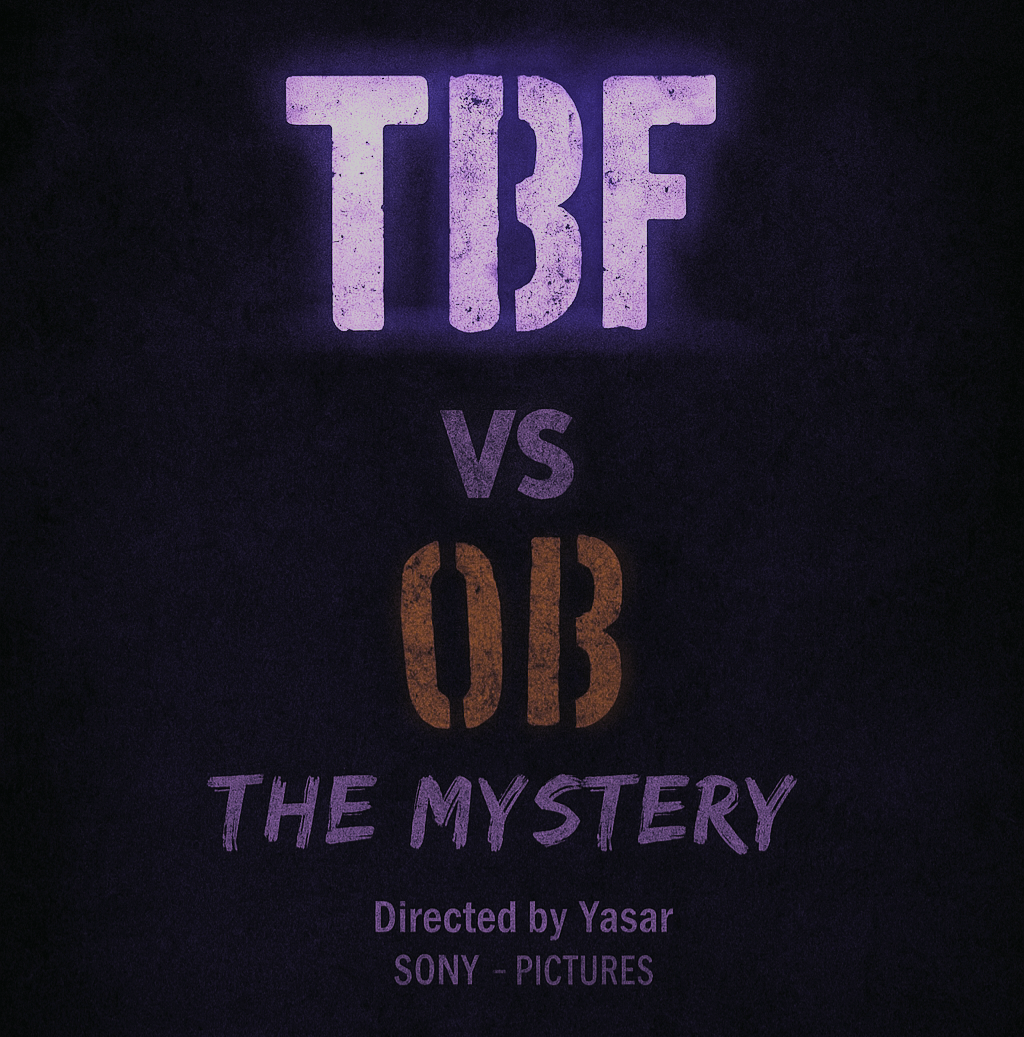 TBF
VS
OB
THE MYSTERY
Directed by Yasar
SONY - PICTURES